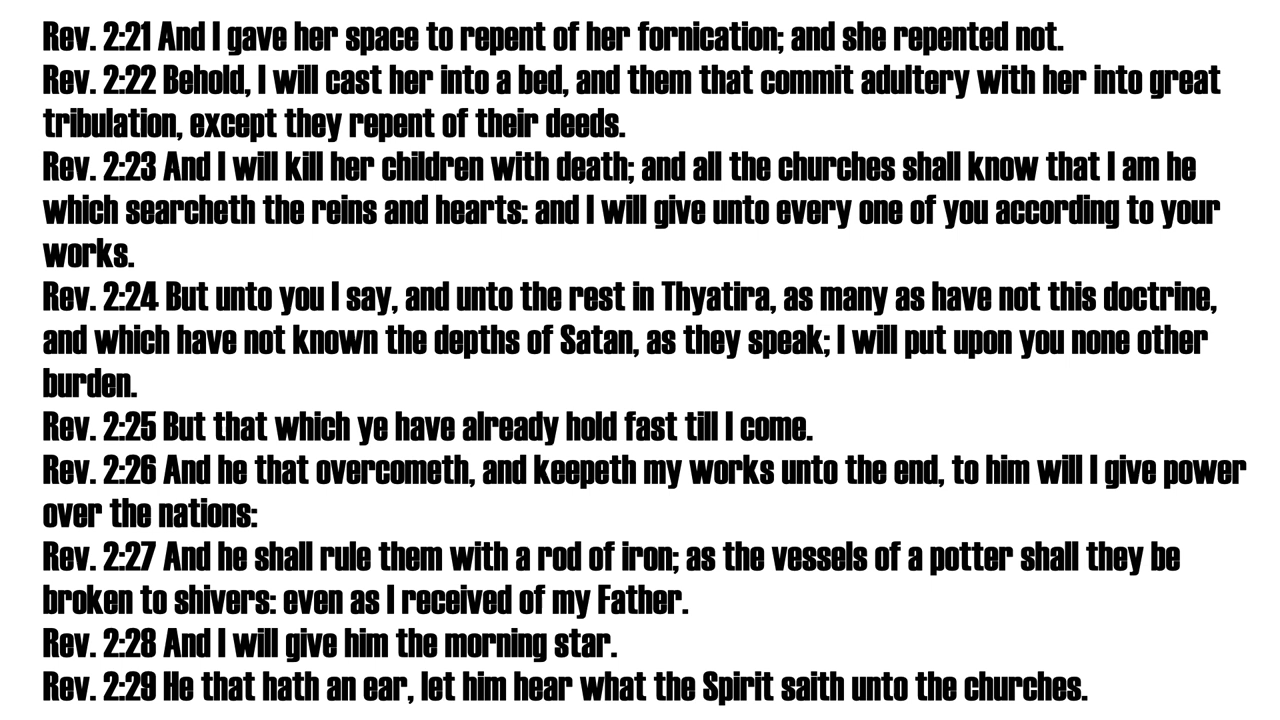 Rev. 2:21 And I gave her space to repent of her fornication; and she repented not.
Rev. 2:22 Behold, I will cast her into a bed, and them that commit adultery with her into great
tribulation, except they repent of their deeds.
Rev. 2:23 And I will kill her children with death; and all the churches shall know that I am he
which searcheth the reins and hearts: and I will give unto every one of you according to your
works.
Rev. 2:24 But unto you I say, and unto the rest in Thyatira, as many as have not this doctrine,
and which have not known the depths of Satan, as they speak; I will put upon you none other
burden.
Rev. 2:25 But that which ye have already hold fast till I come.
Rev. 2:26 And he that overcometh, and keepeth my works unto the end, to him will I give power
over the nations:
Rev. 2:27 And he shall rule them with a rod of iron; as the vessels of a potter shall they be
broken to shivers: even as I received of my Father.
Rev. 2:28 And I will give him the morning star.
Rev. 2:29 He that hath an ear, let him hear what the Spirit saith unto the churches.